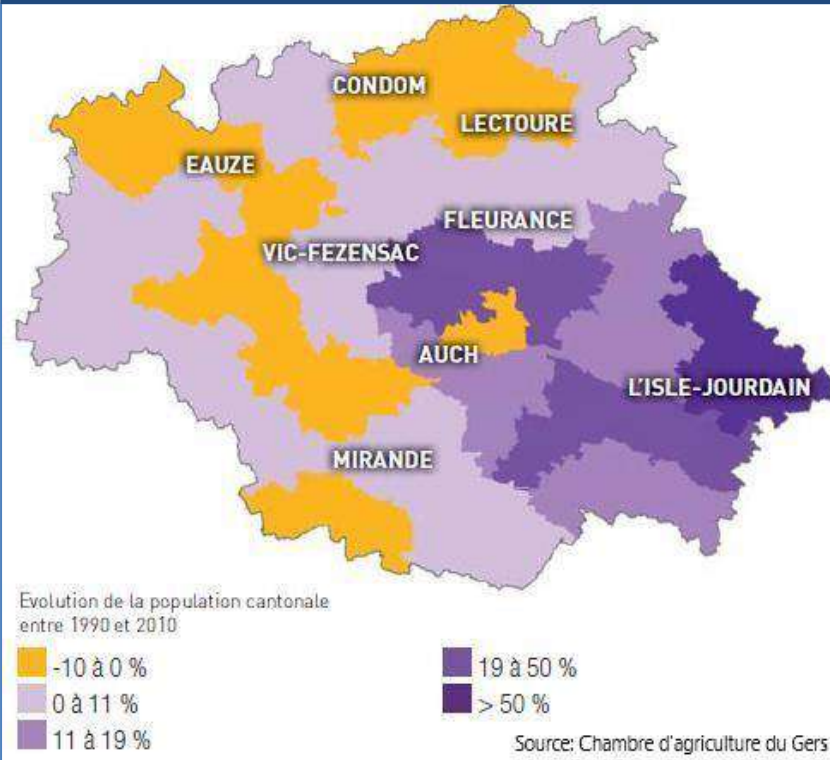 CONDOM
LECTOURE
EAUZE
FLEURANCE
VIC-FEZENSAC
AUCH
L'ISLE-JOURDAIN
MIRANDE
Evolution de la population cantonale
entre 1990 et 2010
-10 à 0 %
0 à 11 %
11 à 19 %
19 à 50 %
> 50 %
Source: Chambre d'agriculture du Gers